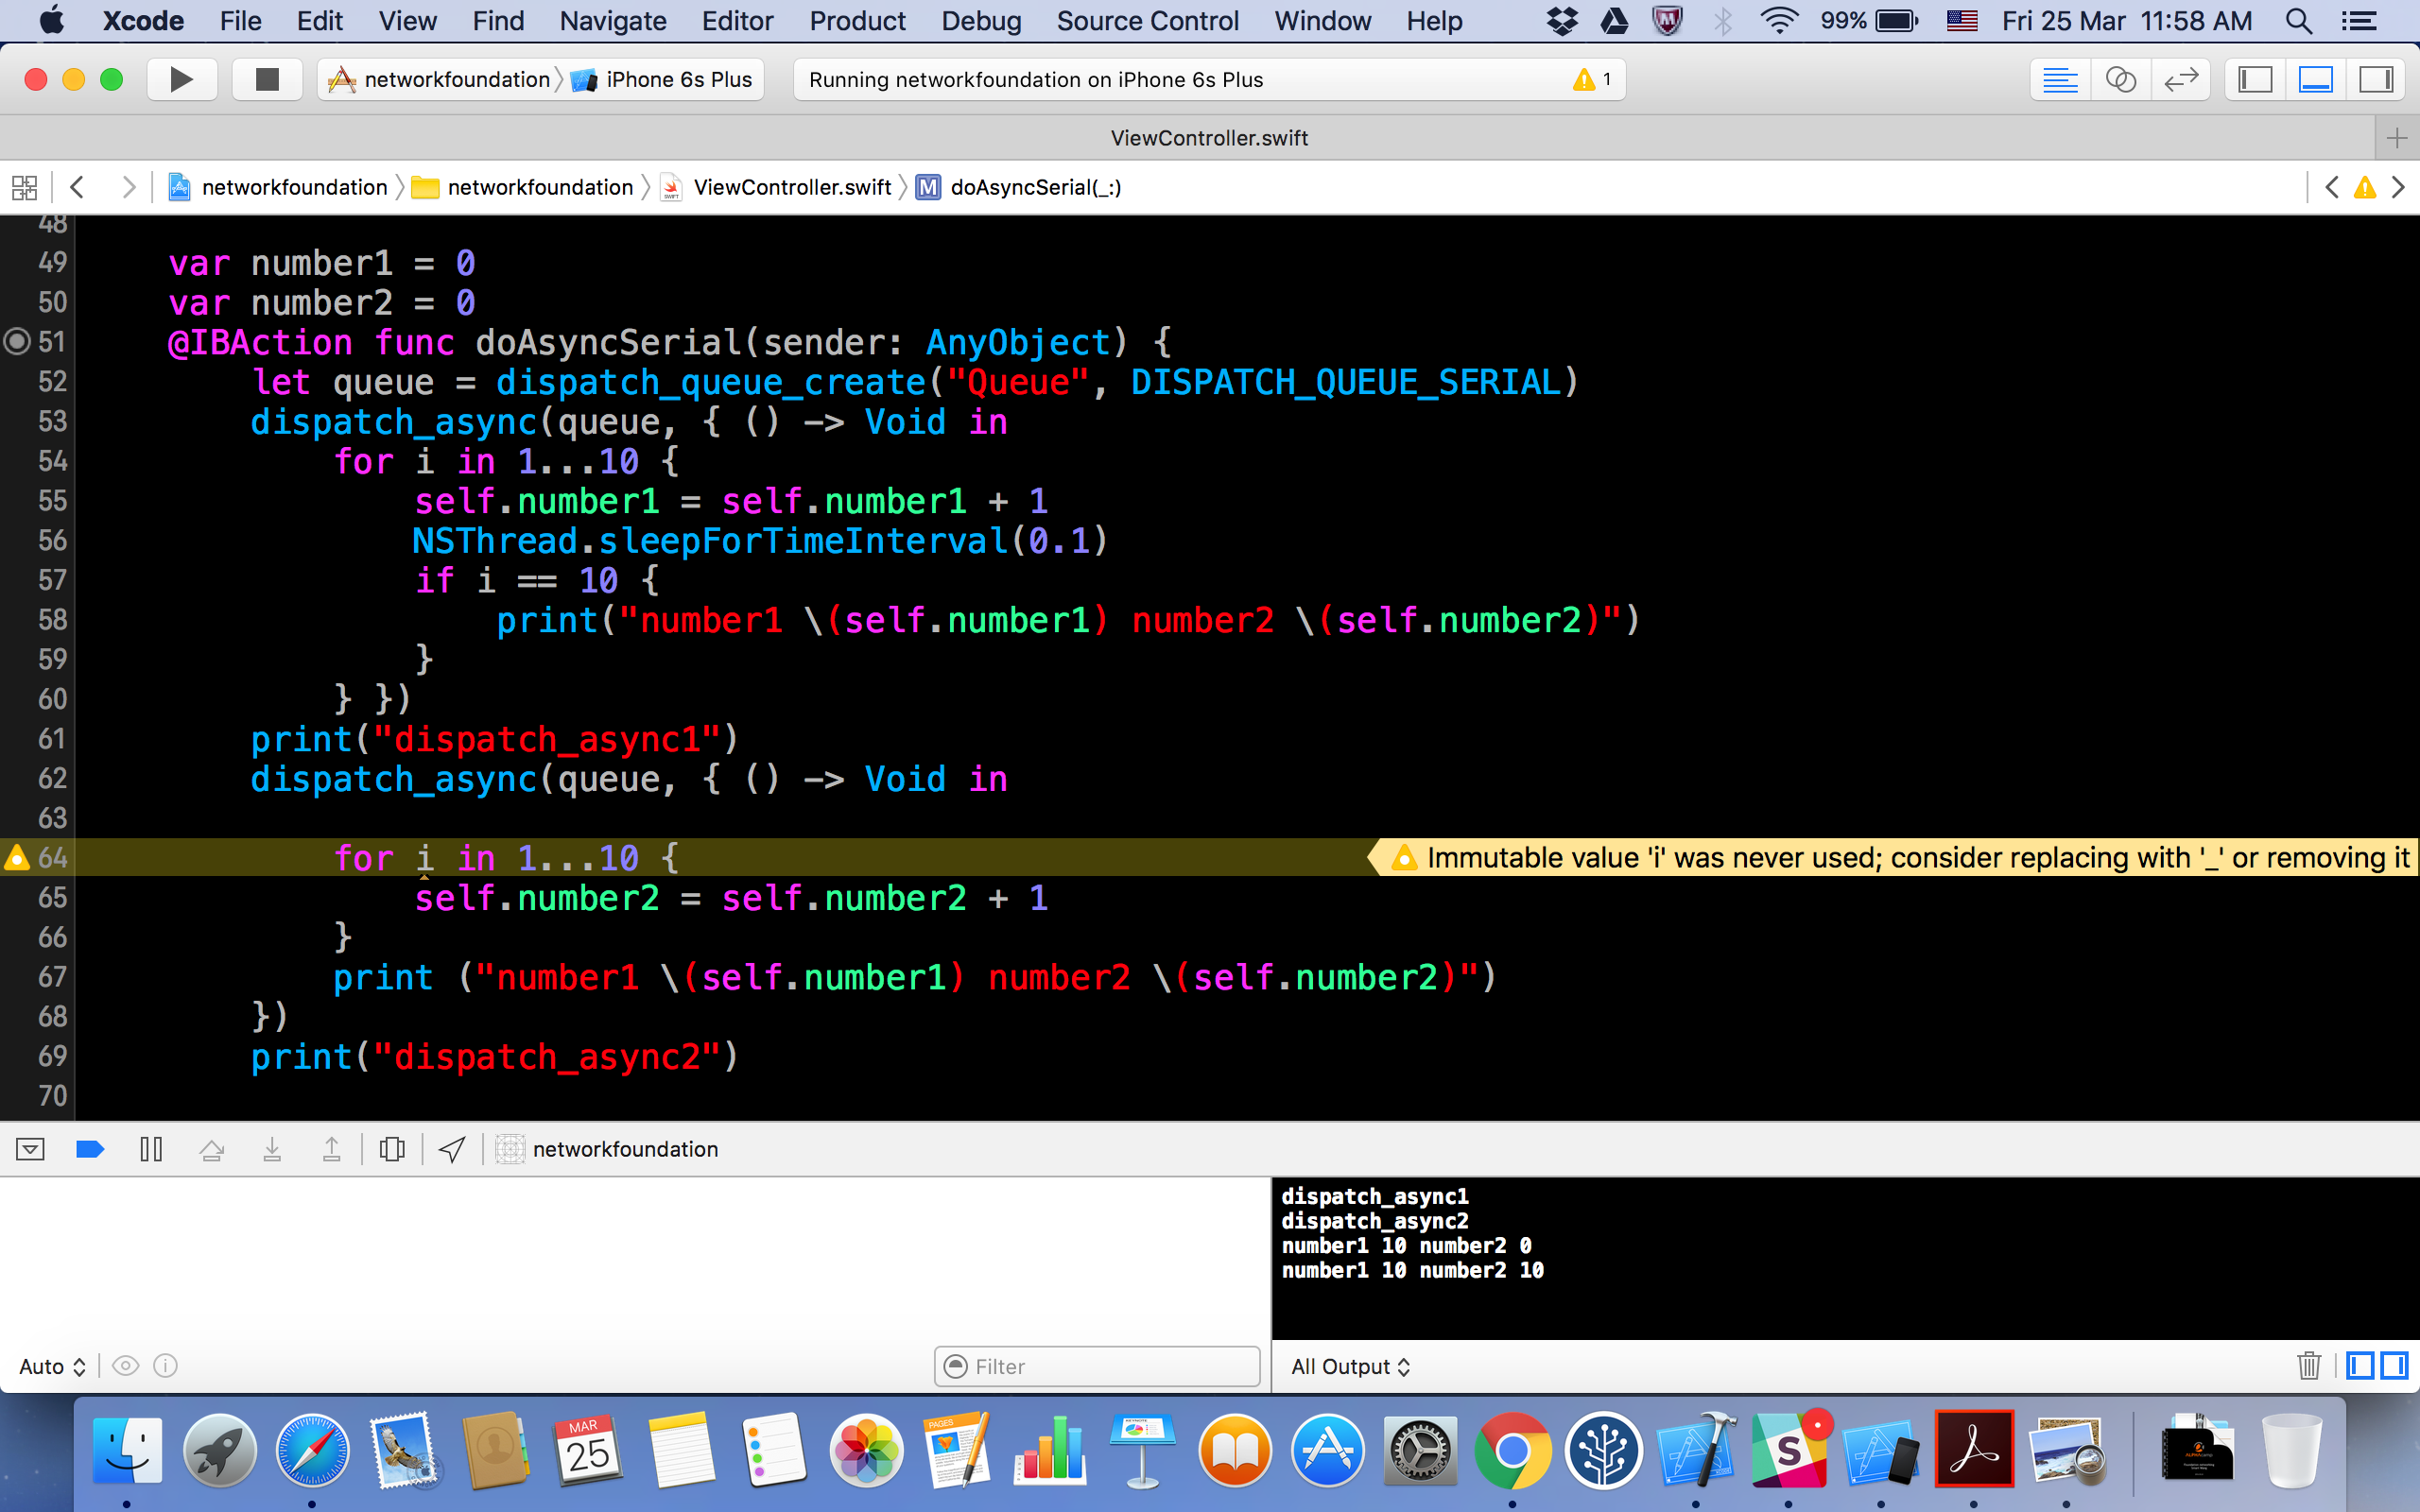 Xcode File Edit View Find Navigate Editor Product Debug Source Control Window Help 99% Fri 25 Mar 11:58 AM
networkfoundation iPhone 6s Plus Running networkfoundation on iPhone 6s Plus 1
ViewController.swift
networkfoundation networkfoundation ViewController.swift M doAsyncSerial(_:)
48
49 var number1 = 0
50 var number2 = 0
51 @IBAction func doAsyncSerial(sender: AnyObject) {
52 let queue = dispatch_queue_create("Queue", DISPATCH_QUEUE_SERIAL)
53 dispatch_async(queue, { () -> Void in
54 for i in 1...10 {
55 self.number1 = self.number1 + 1
56 NSThread.sleepForTimeInterval(0.1)
57 if i == 10 {
58 print("number1 \(self.number1) number2 \(self.number2)")
59 }
60 } })
61 print("dispatch_async1")
62 dispatch_async(queue, { () -> Void in
63
64 for i in 1...10 { Immutable value 'i' was never used; consider replacing with '_' or removing it
65 self.number2 = self.number2 + 1
66 }
67 print ("number1 \(self.number1) number2 \(self.number2)")
68 })
69 print("dispatch_async2")
70
networkfoundation
dispatch_async1
dispatch_async2
number1 10 number2 0
number1 10 number2 10
Auto Filter All Output
MAR
25
PAGES
S